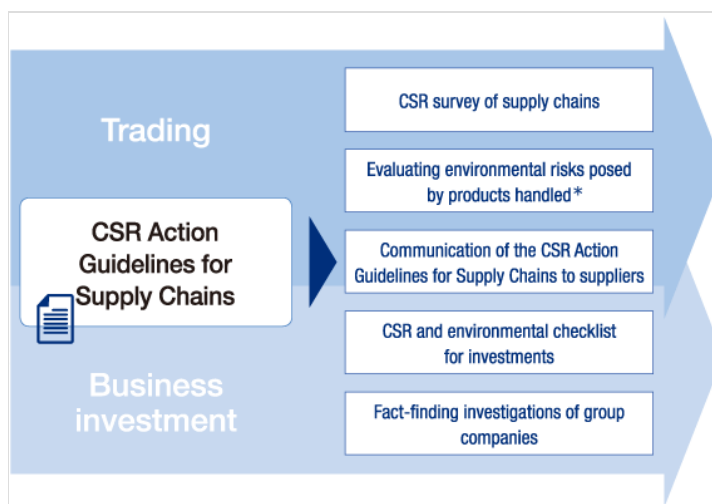 Trading
CSR Action
Guidelines for
Supply Chains
Business
investment
CSR survey of supply chains
Evaluating environmental risks posed
by products handled*
Communication of the CSR Action
Guidelines for Supply Chains to suppliers
CSR and environmental checklist
for investments
Fact-finding investigations of group
companies